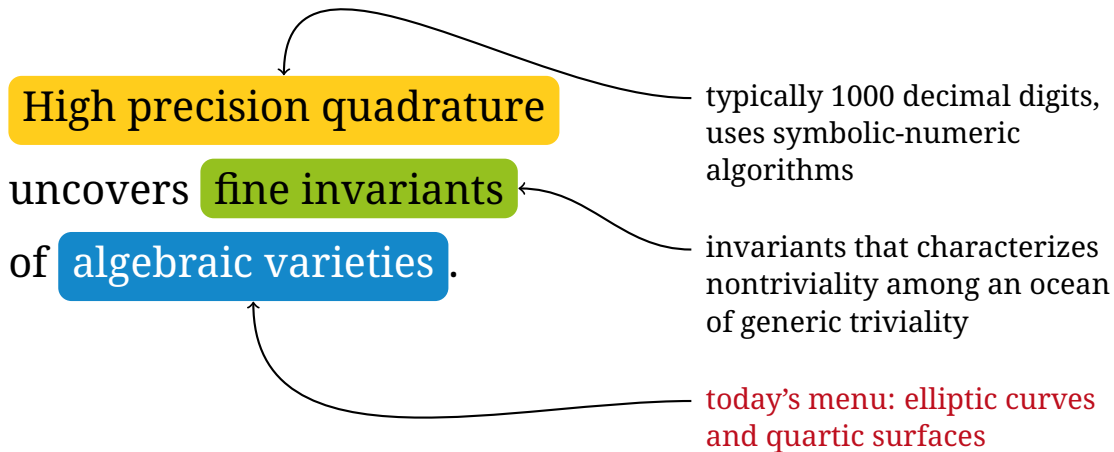 High precision quadrature
uncovers fine invariants
of algebraic varieties.
typically 1000 decimal digits,
uses symbolic-numeric
algorithms
invariants that characterizes
nontriviality among an ocean
of generic triviality
today’s menu: elliptic curves
and quartic surfaces